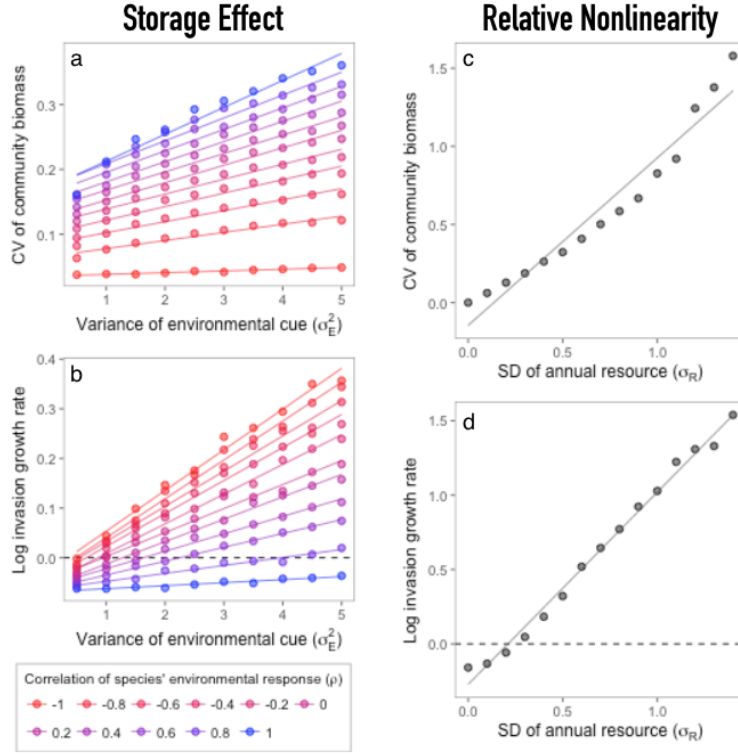 Storage Effect
Relative Nonlinearity
a
0.3
0.2
0.1
CV of community biomass
1 2 3 4 5
Variance of environmental cue (σ²E)
c
1.5
1.0
0.5
0.0
CV of community biomass
0.0 0.5 1.0
SD of annual resource (σR)
b
0.4
0.3
0.2
0.1
0.0
Log invasion growth rate
1 2 3 4 5
Variance of environmental cue (σ²E)
d
1.5
1.0
0.5
0.0
Log invasion growth rate
0.0 0.5 1.0
SD of annual resource (σR)
Correlation of species' environmental response (ρ)
-1 -0.8 -0.6 -0.4 -0.2 0
0.2 0.4 0.6 0.8 1